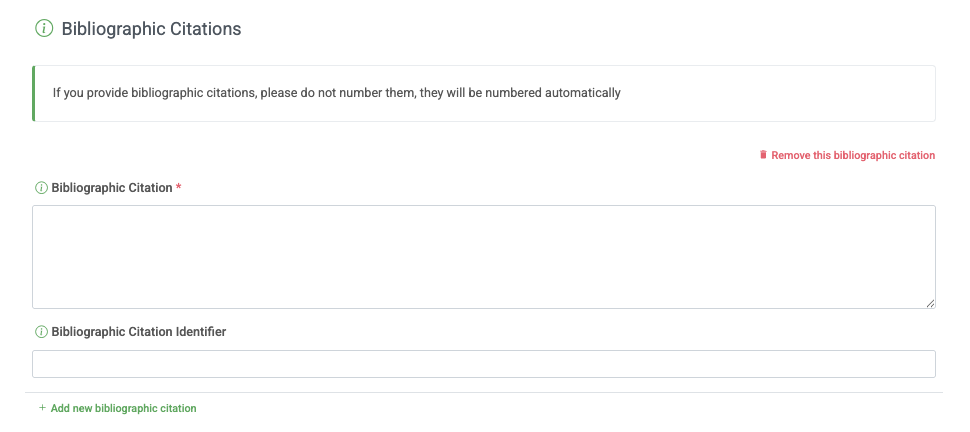 Bibliographic Citations
If you provide bibliographic citations, please do not number them, they will be numbered automatically
Remove this bibliographic citation
Bibliographic Citation *
Bibliographic Citation Identifier
+ Add new bibliographic citation